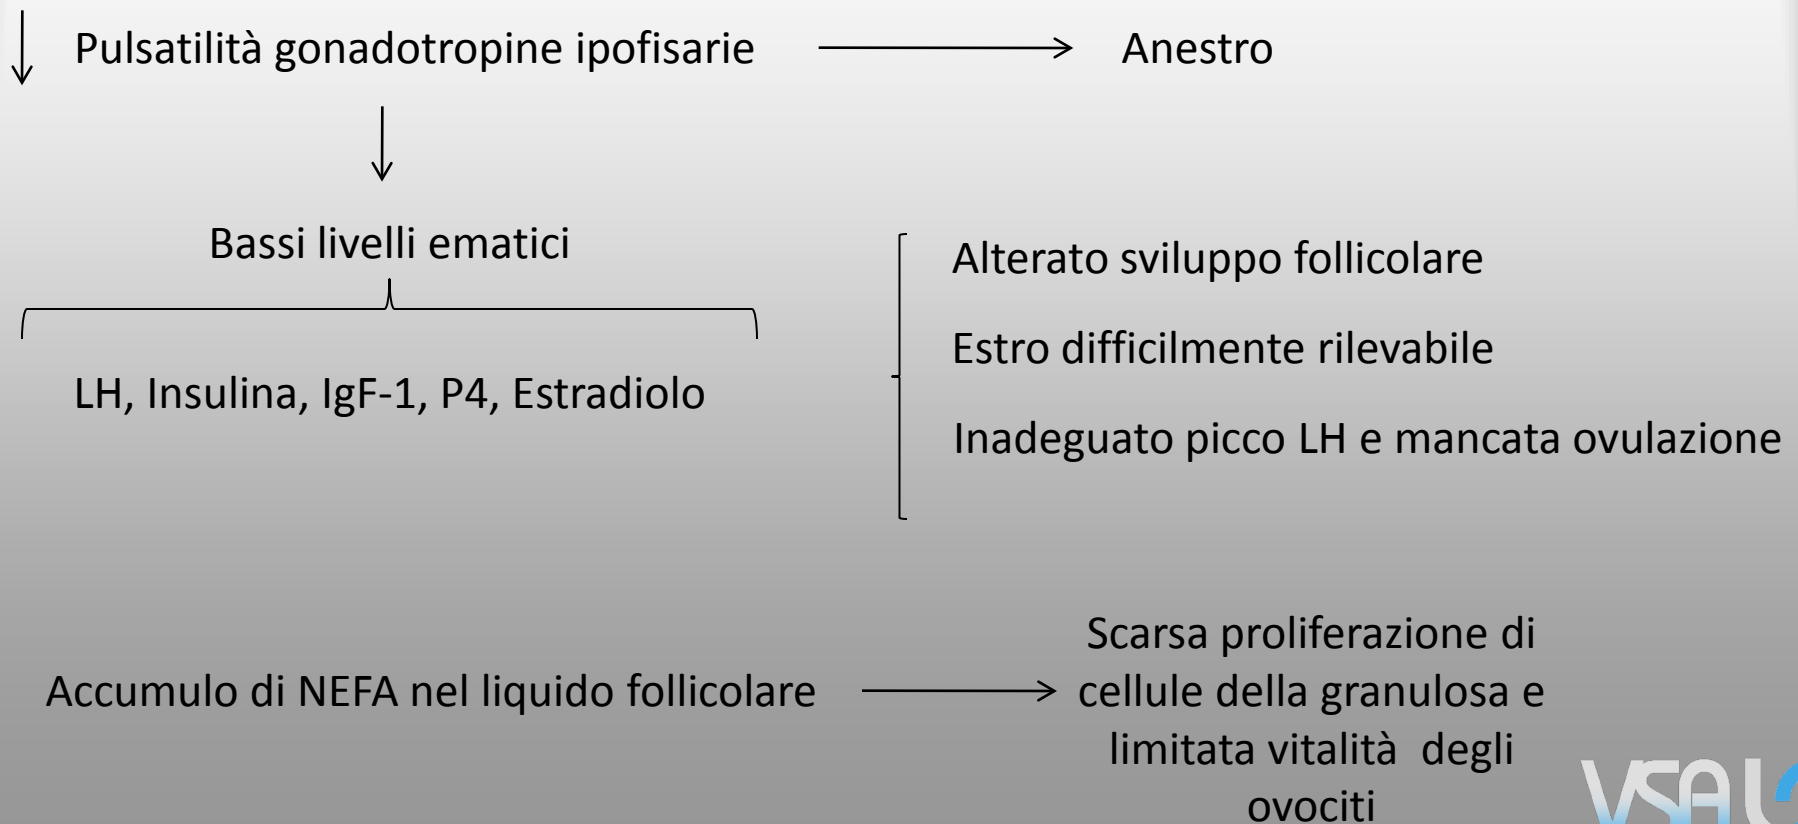 Pulsatilità gonadotropine ipofisarie
Anestro
Bassi livelli ematici
LH, Insulina, IgF-1, P4, Estradiolo
Alterato sviluppo follicolare
Estro difficilmente rilevabile
Inadeguato picco LH e mancata ovulazione
Accumulo di NEFA nel liquido follicolare
Scarsa proliferazione di
cellule della granulosa e
limitata vitalità degli
ovociti